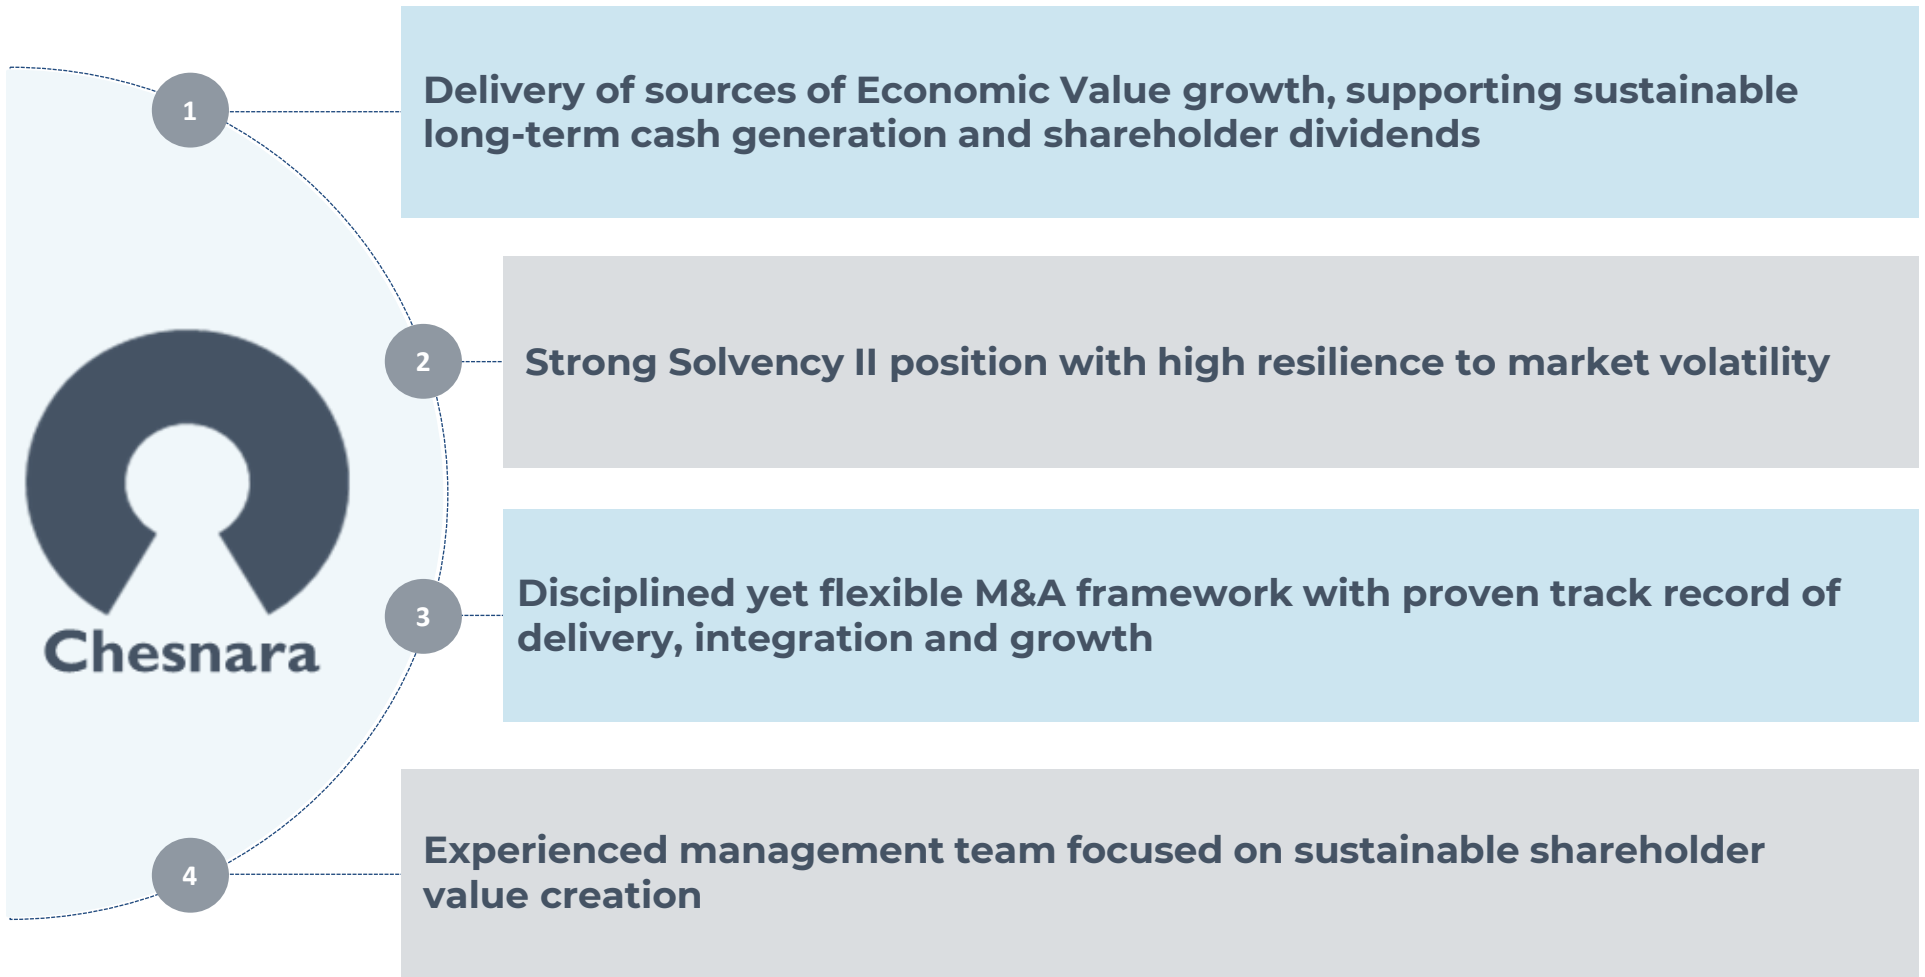 1
Delivery of sources of Economic Value growth, supporting sustainable
long-term cash generation and shareholder dividends
2
Strong Solvency II position with high resilience to market volatility
3
Disciplined yet flexible M&A framework with proven track record of
delivery, integration and growth
Chesnara
4
Experienced management team focused on sustainable shareholder
value creation